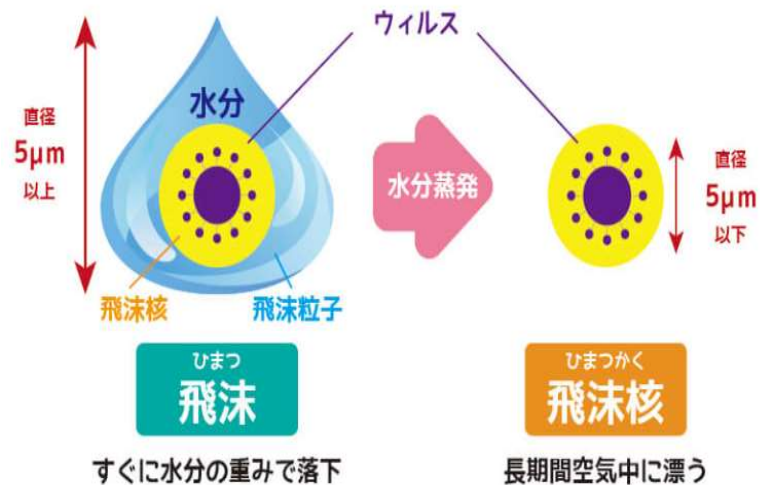 ウィルス
直径
5μm
以上
水分
水分蒸発
直径
5μm
以下
飛沫核
飛沫粒子
ひまつ
飛沫
ひまつかく
飛沫核
すぐに水分の重みで落下
長期間空気中に漂う